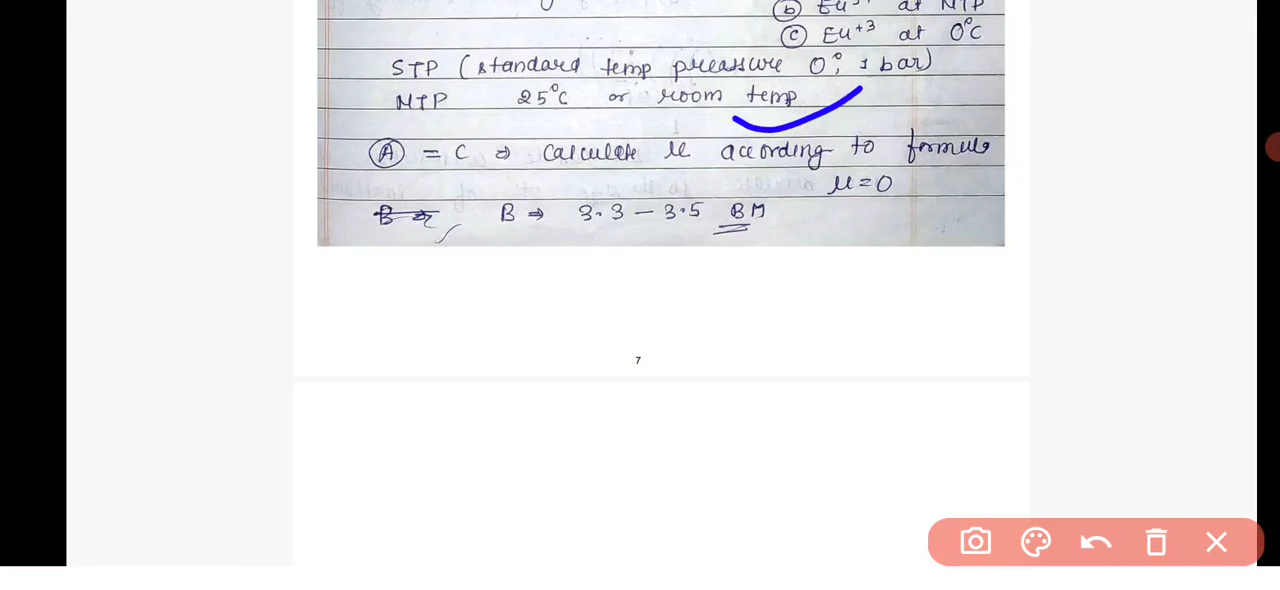 (b) Eu³⁺ at NTP
(c) Eu⁺³ at 0°C
STP (standard temp pressure 0°, 1 bar)
NTP 25°C or room temp
(A) = C ⇒ Calculate μ according to formula
μ = 0
B ⇒ 3.3 – 3.5 BM
7